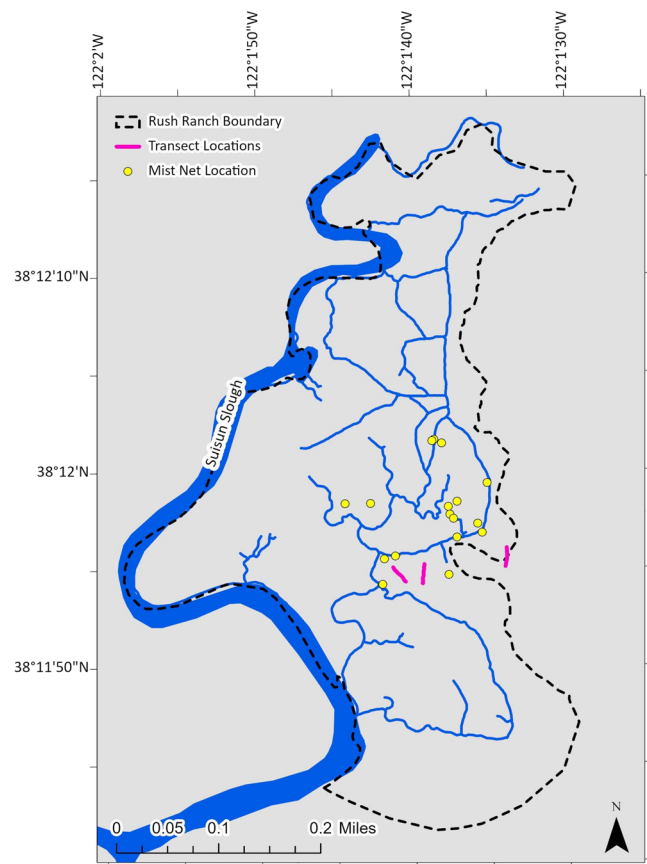 122°2'W
122°1'50"W
122°1'40"W
122°1'30"W
Rush Ranch Boundary
Transect Locations
Mist Net Location
38°12'10"N
Suisun Slough
38°12'N
38°11'50"N
N
0 0.05 0.1 0.2 Miles